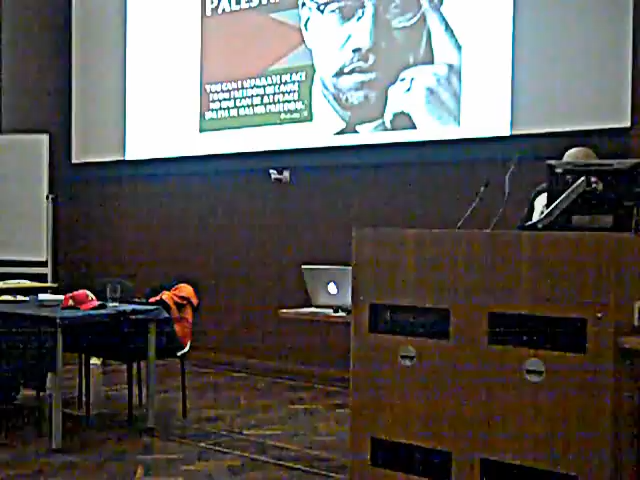 PALESTI
YOU CAN'T SEPARATE PEACE
FROM FREEDOM BECAUSE
NO ONE CAN BE AT PEACE
UNLESS HE HAS HIS FREEDOM.